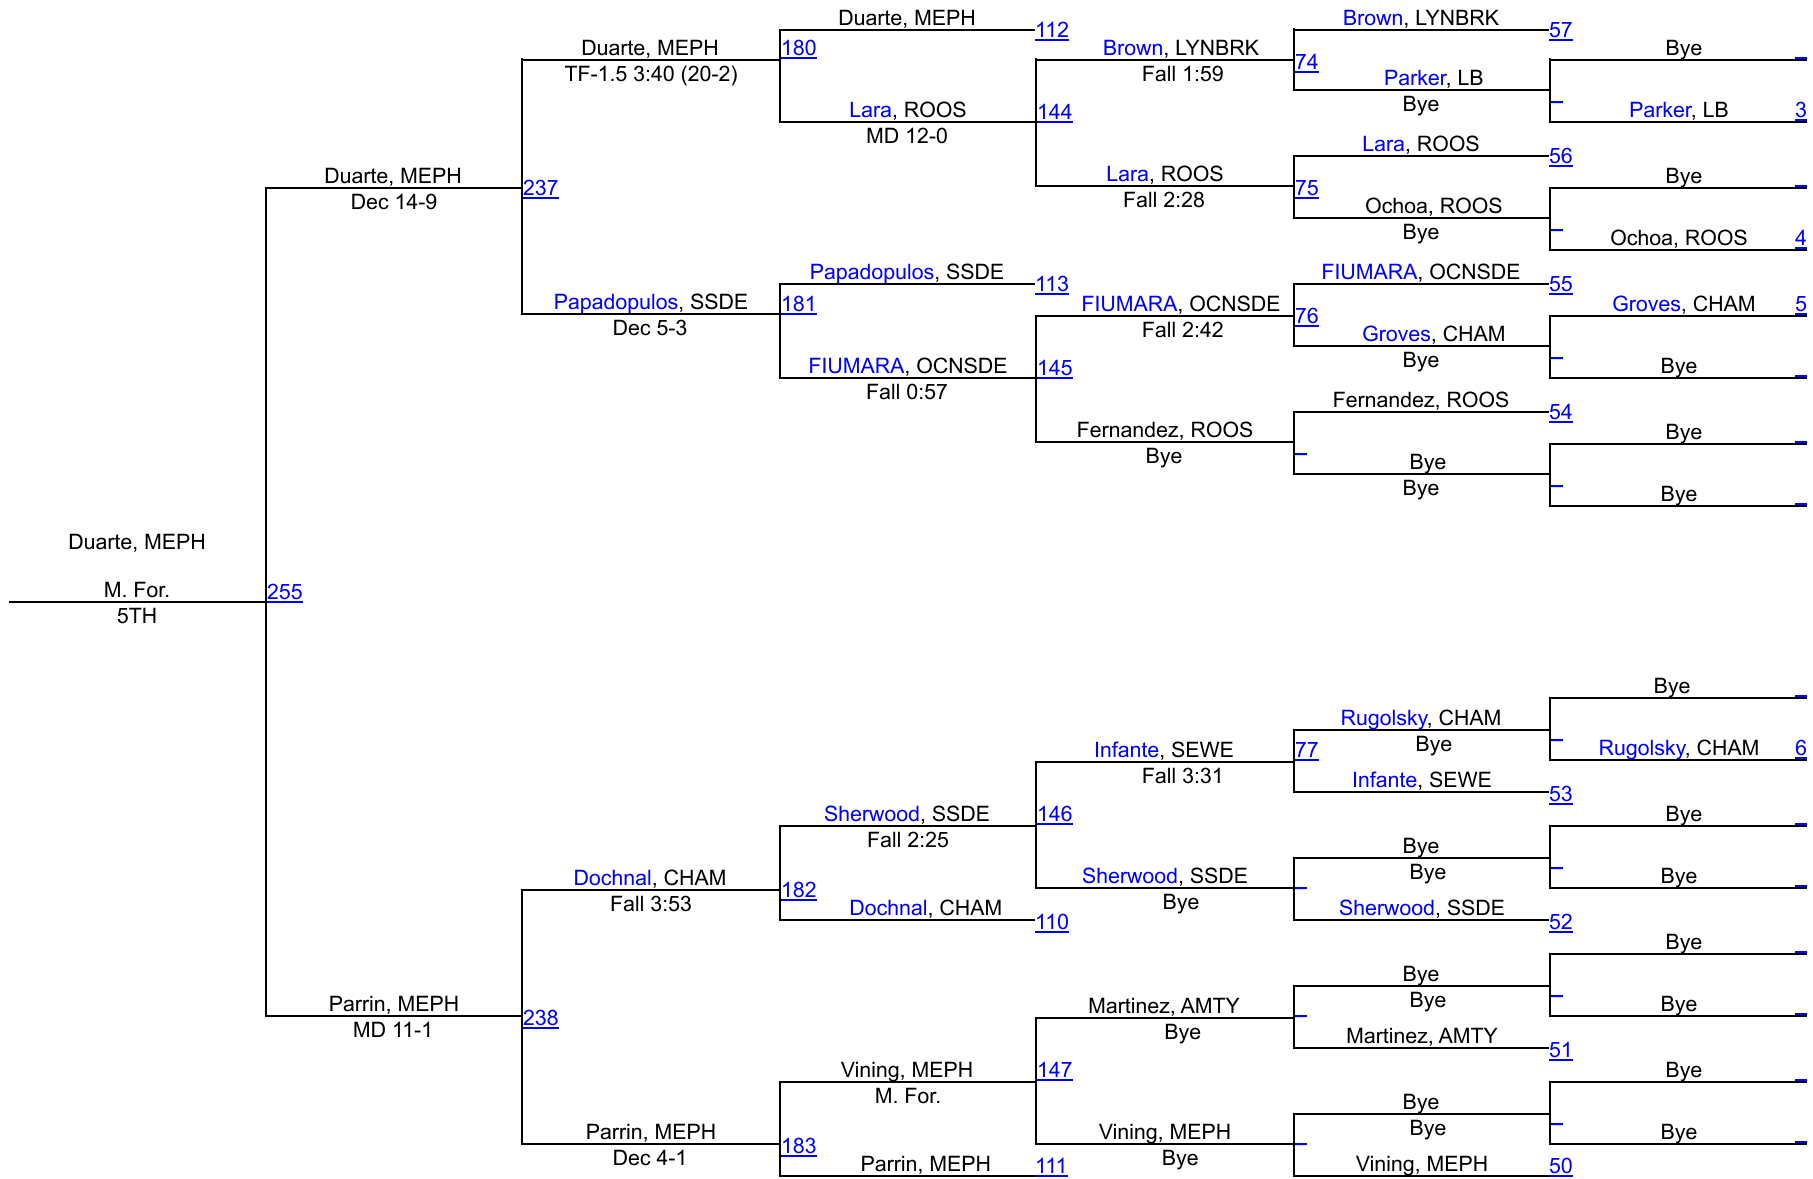 Duarte, MEPH
112
Brown, LYNBRK
57
Duarte, MEPH
180
TF-1.5 3:40 (20-2)
Brown, LYNBRK
74
Fall 1:59
Bye
Parker, LB
Bye
Lara, ROOS
144
MD 12-0
Parker, LB
3
Lara, ROOS
56
Duarte, MEPH
237
Dec 14-9
Lara, ROOS
75
Fall 2:28
Bye
Ochoa, ROOS
Bye
Ochoa, ROOS
4
Papadopulos, SSDE
113
FIUMARA, OCNSDE
55
Papadopulos, SSDE
181
Dec 5-3
FIUMARA, OCNSDE
76
Fall 2:42
Groves, CHAM
5
Groves, CHAM
Bye
FIUMARA, OCNSDE
145
Fall 0:57
Bye
Fernandez, ROOS
54
Fernandez, ROOS
Bye
Bye
Bye
Bye
Bye
Duarte, MEPH
M. For.
255
5TH
Bye
Rugolsky, CHAM
Bye
Infante, SEWE
77
Fall 3:31
Rugolsky, CHAM
6
Infante, SEWE
53
Sherwood, SSDE
146
Fall 2:25
Bye
Bye
Bye
Dochnal, CHAM
182
Fall 3:53
Sherwood, SSDE
Bye
Bye
Dochnal, CHAM
110
Sherwood, SSDE
52
Bye
Bye
Bye
Parrin, MEPH
238
MD 11-1
Martinez, AMTY
Bye
Bye
Martinez, AMTY
51
Vining, MEPH
147
M. For.
Bye
Bye
Bye
Parrin, MEPH
183
Dec 4-1
Vining, MEPH
Bye
Bye
Parrin, MEPH
111
Vining, MEPH
50